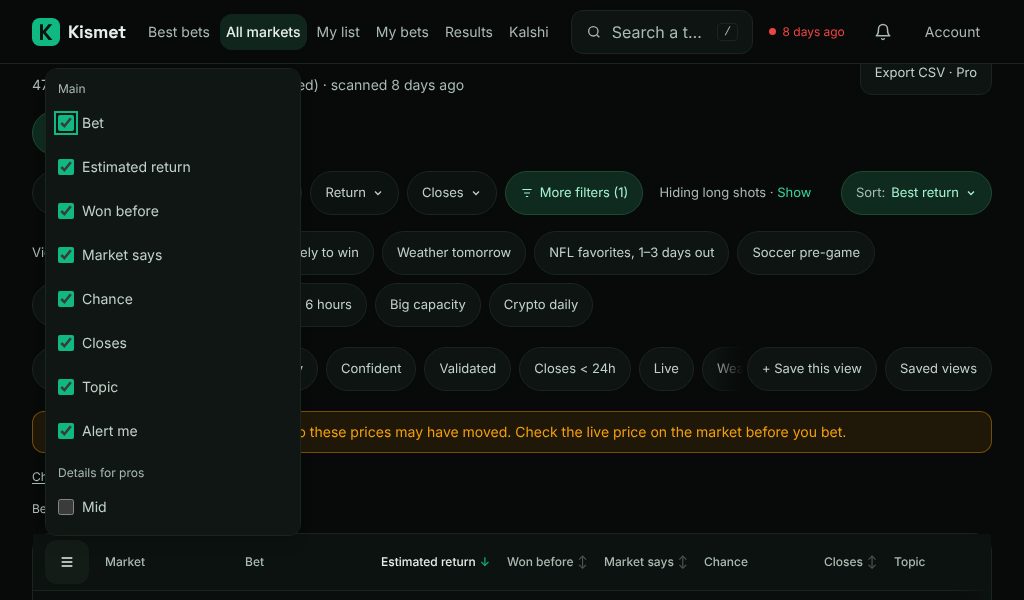 Kismet Best bets All markets My list My bets Results Kalshi Search a t... / 8 days ago Account
47 ed) · scanned 8 days ago Export CSV · Pro
Main
Bet
Estimated return
Won before
Market says
Chance
Closes
Topic
Alert me
Details for pros
Mid
Return Closes More filters (1) Hiding long shots · Show Sort: Best return
ely to win Weather tomorrow NFL favorites, 1–3 days out Soccer pre-game
6 hours Big capacity Crypto daily
Confident Validated Closes < 24h Live Wea + Save this view Saved views
these prices may have moved. Check the live price on the market before you bet.
Market Bet Estimated return Won before Market says Chance Closes Topic